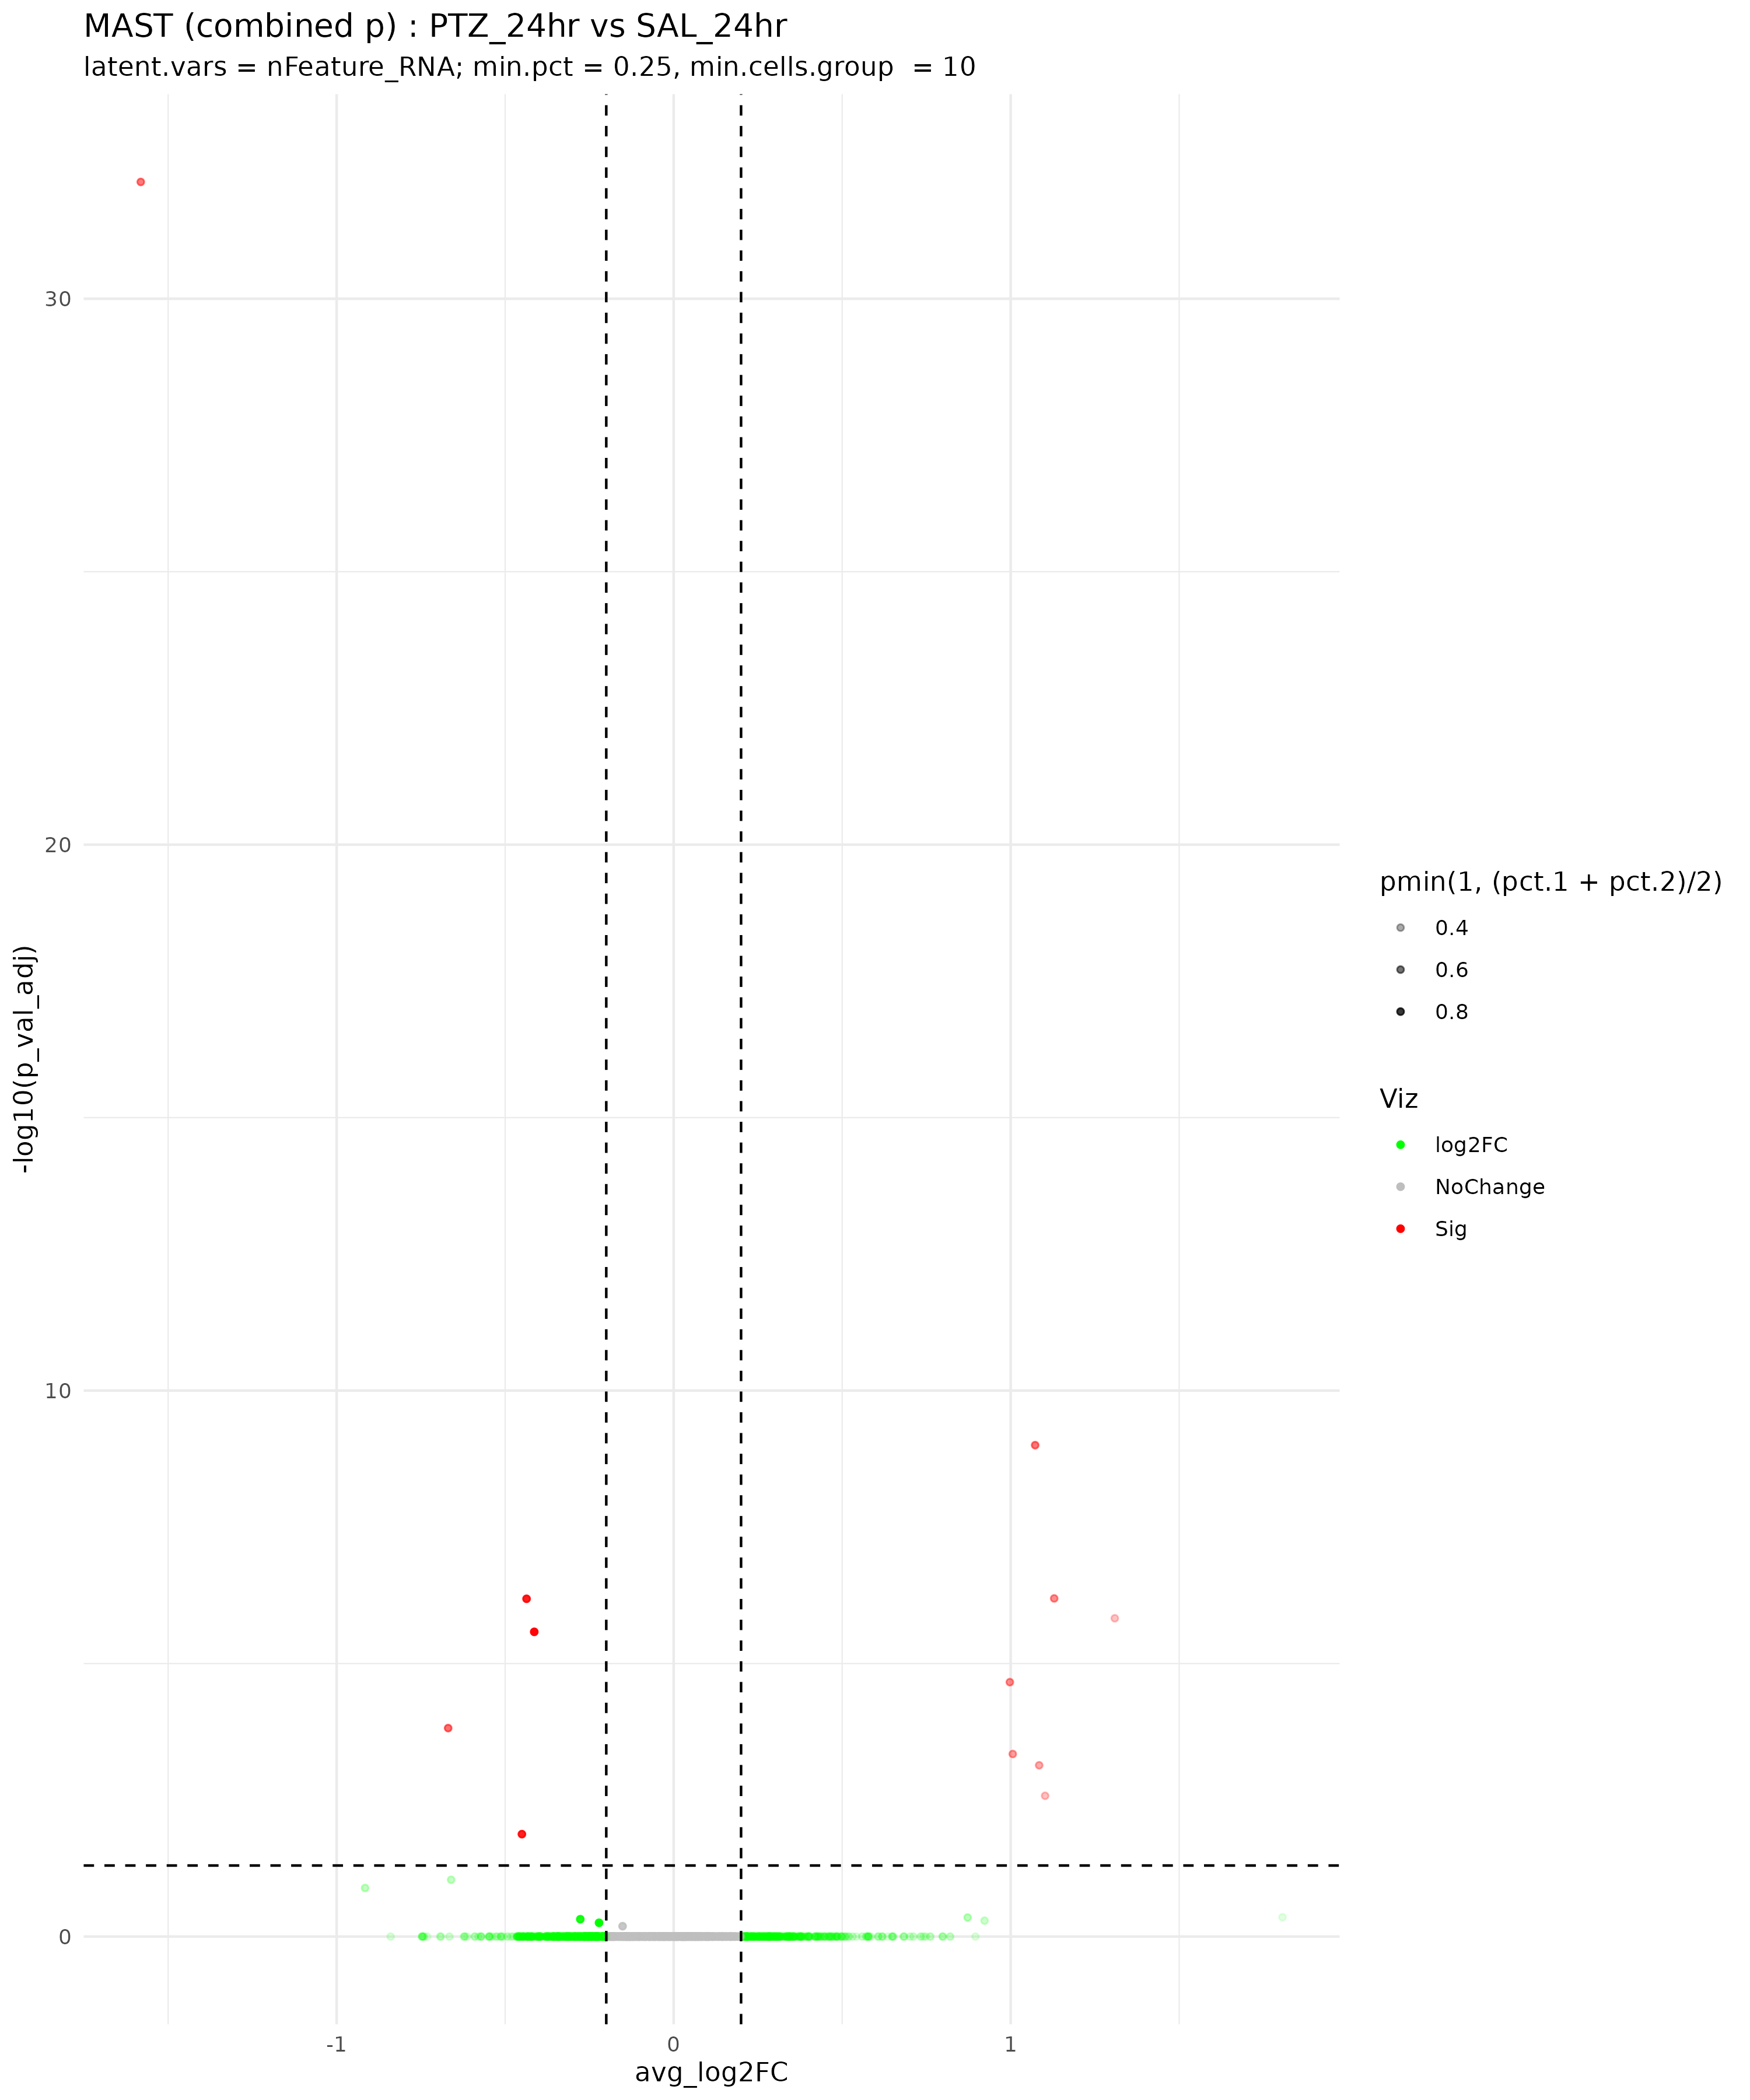 MAST (combined p) : PTZ_24hr vs SAL_24hr
latent.vars = nFeature_RNA; min.pct = 0.25, min.cells.group  = 10
-log10(p_val_adj)
30
20
10
0
-1
0
1
avg_log2FC
pmin(1, (pct.1 + pct.2)/2)
0.4
0.6
0.8
Viz
log2FC
NoChange
Sig